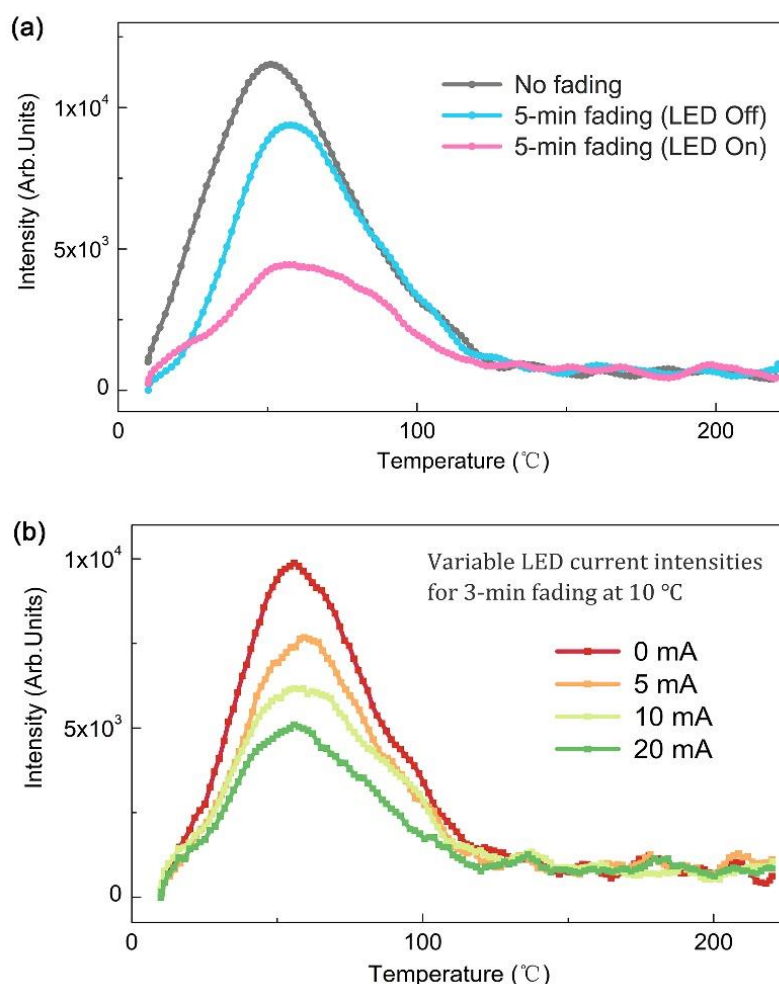 (a)
No fading
5-min fading (LED Off)
5-min fading (LED On)
Intensity (Arb.Units)
1x10⁴
5x10³
0
0
100
200
Temperature (℃)
(b)
Variable LED current intensities
for 3-min fading at 10 °C
0 mA
5 mA
10 mA
20 mA
Intensity (Arb.Units)
1x10⁴
5x10³
0
0
100
200
Temperature (℃)